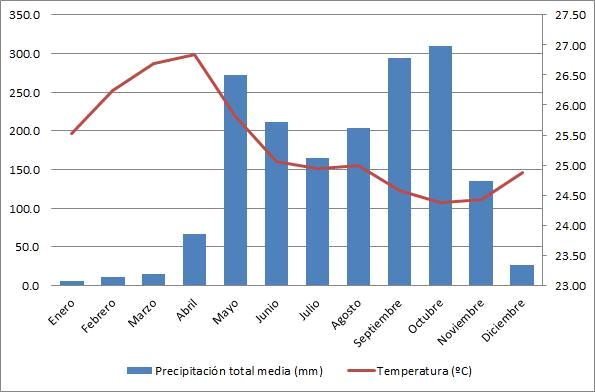 350.0
300.0
250.0
200.0
150.0
100.0
50.0
0.0
27.50
27.00
26.50
26.00
25.50
25.00
24.50
24.00
23.50
23.00
Enero
Febrero
Marzo
Abril
Mayo
Junio
Julio
Agosto
Septiembre
Octubre
Noviembre
Diciembre
Precipitación total media (mm)
Temperatura (ºC)